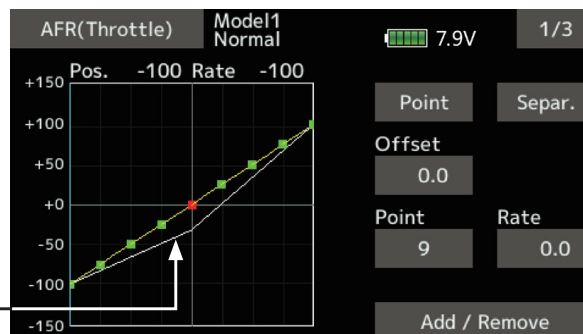 AFR(Throttle)
Model1
Normal
7.9V
1/3
Pos. -100 Rate -100
+150
+100
+50
+0
-50
-100
-150
Point
Separ.
Offset
0.0
Point
Rate
9
0.0
Add / Remove